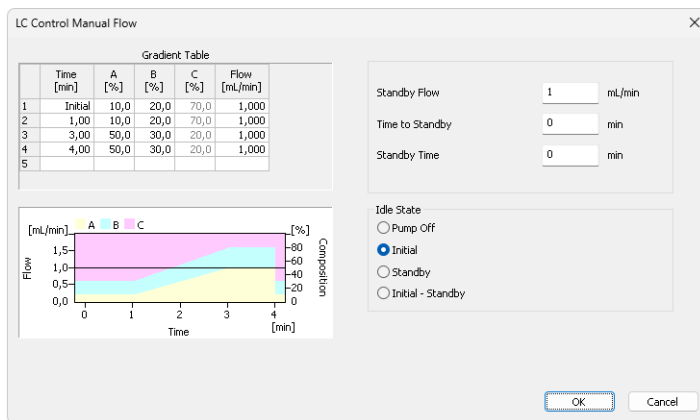 LC Control Manual Flow
Gradient Table
Time [min] A [%] B [%] C [%] Flow [mL/min]
1 Initial 10,0 20,0 70,0 1,000
2 1,00 10,0 20,0 70,0 1,000
3 3,00 50,0 30,0 20,0 1,000
4 4,00 50,0 30,0 20,0 1,000
5
Standby Flow 1 mL/min
Time to Standby 0 min
Standby Time 0 min
[mL/min] A B C [%]
1,5
1,0
0,5
0,0
Flow
80
60
40
20
0
Composition
0 1 2 3 4
Time [min]
Idle State
Pump Off
Initial
Standby
Initial - Standby
OK Cancel